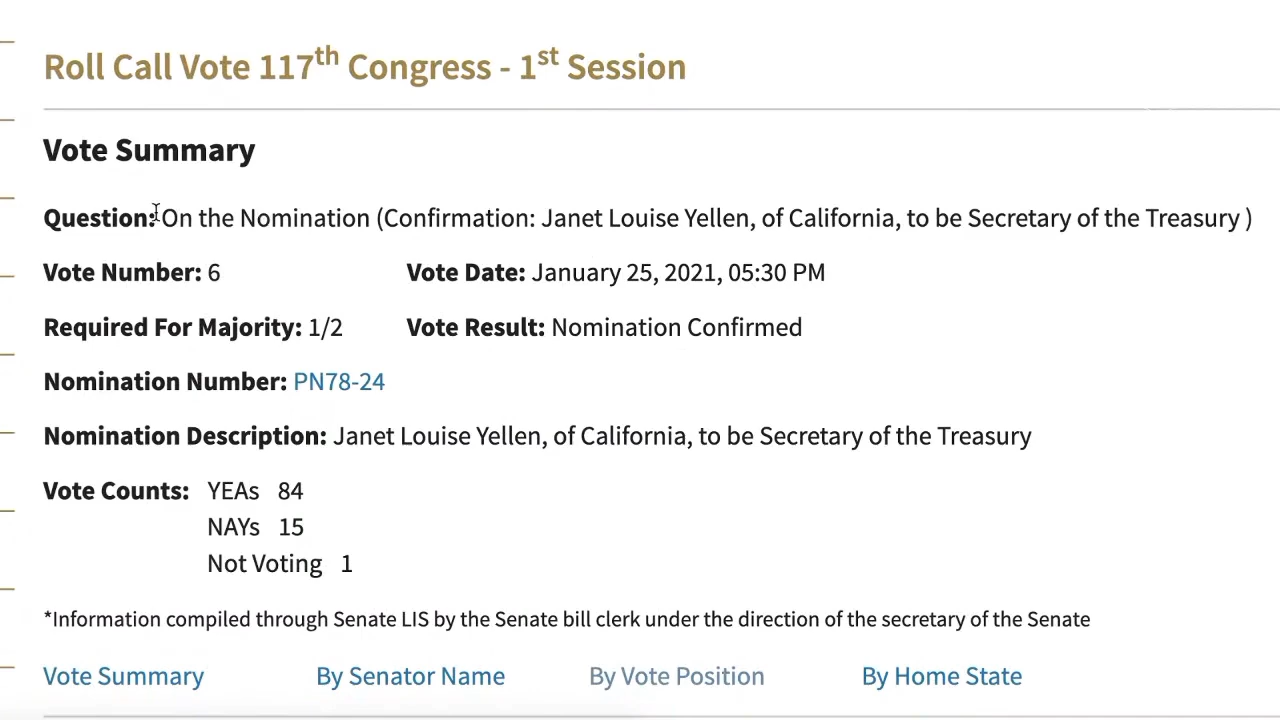 Roll Call Vote 117th Congress - 1st Session
Vote Summary
Question: On the Nomination (Confirmation: Janet Louise Yellen, of California, to be Secretary of the Treasury )
Vote Number: 6 Vote Date: January 25, 2021, 05:30 PM
Required For Majority: 1/2 Vote Result: Nomination Confirmed
Nomination Number: PN78-24
Nomination Description: Janet Louise Yellen, of California, to be Secretary of the Treasury
Vote Counts: YEAs 84
NAYs 15
Not Voting 1
*Information compiled through Senate LIS by the Senate bill clerk under the direction of the secretary of the Senate
Vote Summary By Senator Name By Vote Position By Home State